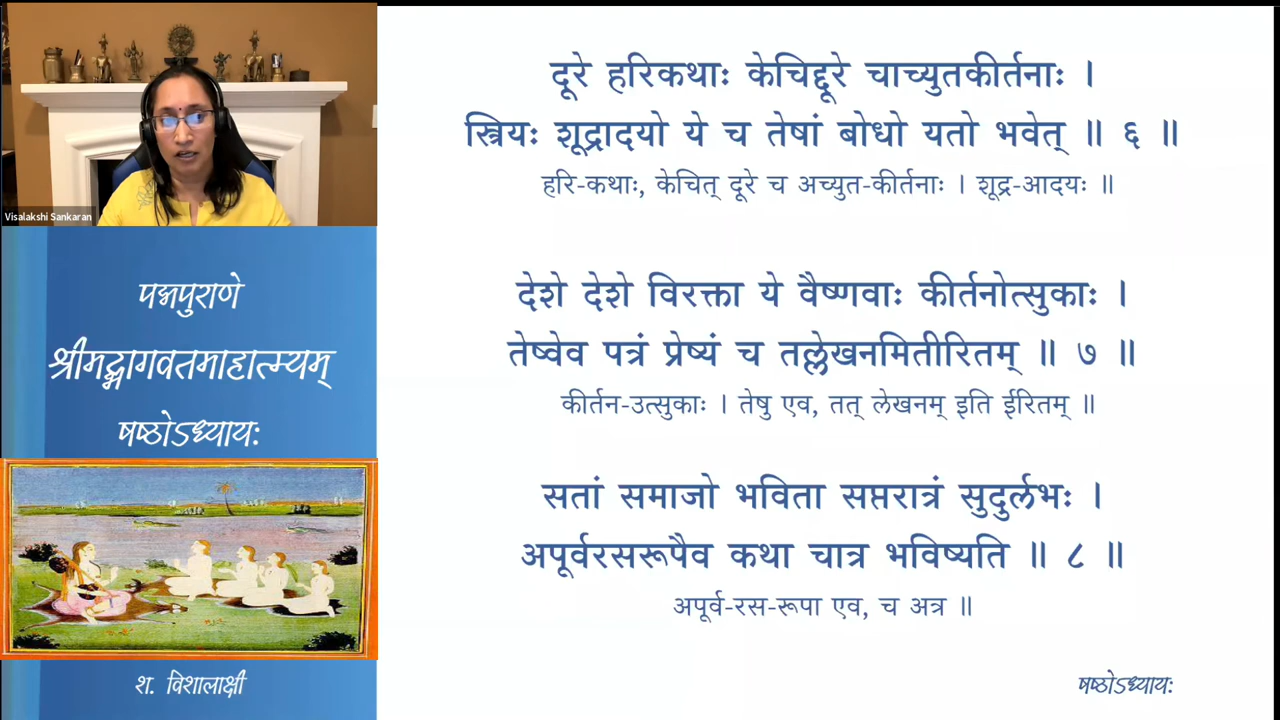 Visalakshi Sankaran
पद्मपुराणे
श्रीमद्भागवतमाहात्म्यम्
षष्ठोऽध्यायः
श. विशालाक्षी
दूरे हरिकथाः केचिद्दूरे चाच्युतकीर्तनाः ।
स्त्रियः शूद्रादयो ये च तेषां बोधो यतो भवेत् ॥ ६ ॥
हरि-कथाः, केचित् दूरे च अच्युत-कीर्तनाः । शूद्र-आदयः ॥
देशे देशे विरक्ता ये वैष्णवाः कीर्तनोत्सुकाः ।
तेष्वेव पत्रं प्रेष्यं च तल्लेखनमितीरितम् ॥ ७ ॥
कीर्तन-उत्सुकाः । तेषु एव, तत् लेखनम् इति ईरितम् ॥
सतां समाजो भविता सप्तरात्रं सुदुर्लभः ।
अपूर्वरसरूपैव कथा चात्र भविष्यति ॥ ८ ॥
अपूर्व-रस-रूपा एव, च अत्र ॥
षष्ठोऽध्यायः